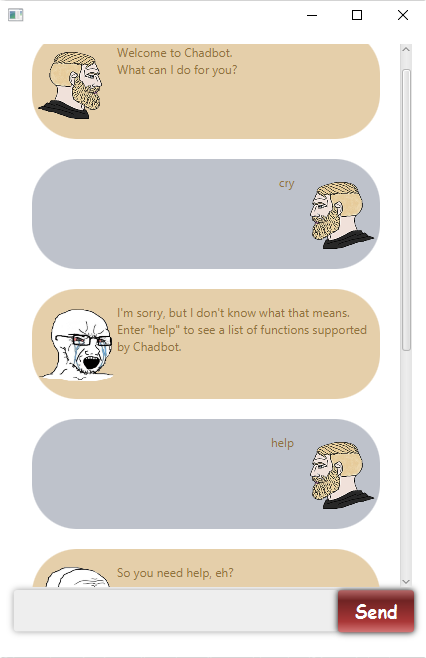 Welcome to Chadbot.
What can I do for you?
cry
I'm sorry, but I don't know what that means.
Enter "help" to see a list of functions supported
by Chadbot.
help
So you need help, eh?
Send